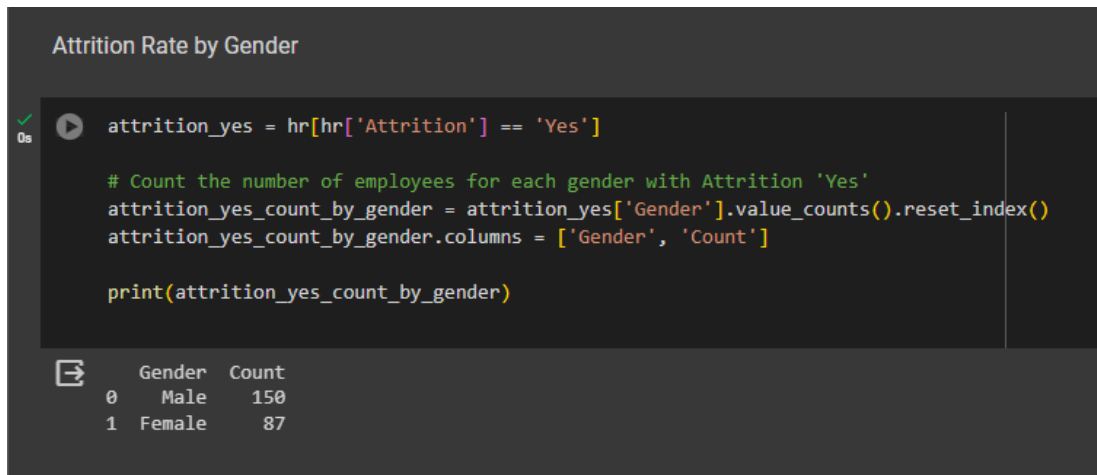 Attrition Rate by Gender
0s
attrition_yes = hr[hr['Attrition'] == 'Yes']
# Count the number of employees for each gender with Attrition 'Yes'
attrition_yes_count_by_gender = attrition_yes['Gender'].value_counts().reset_index()
attrition_yes_count_by_gender.columns = ['Gender', 'Count']
print(attrition_yes_count_by_gender)
Gender Count
0 Male 150
1 Female 87